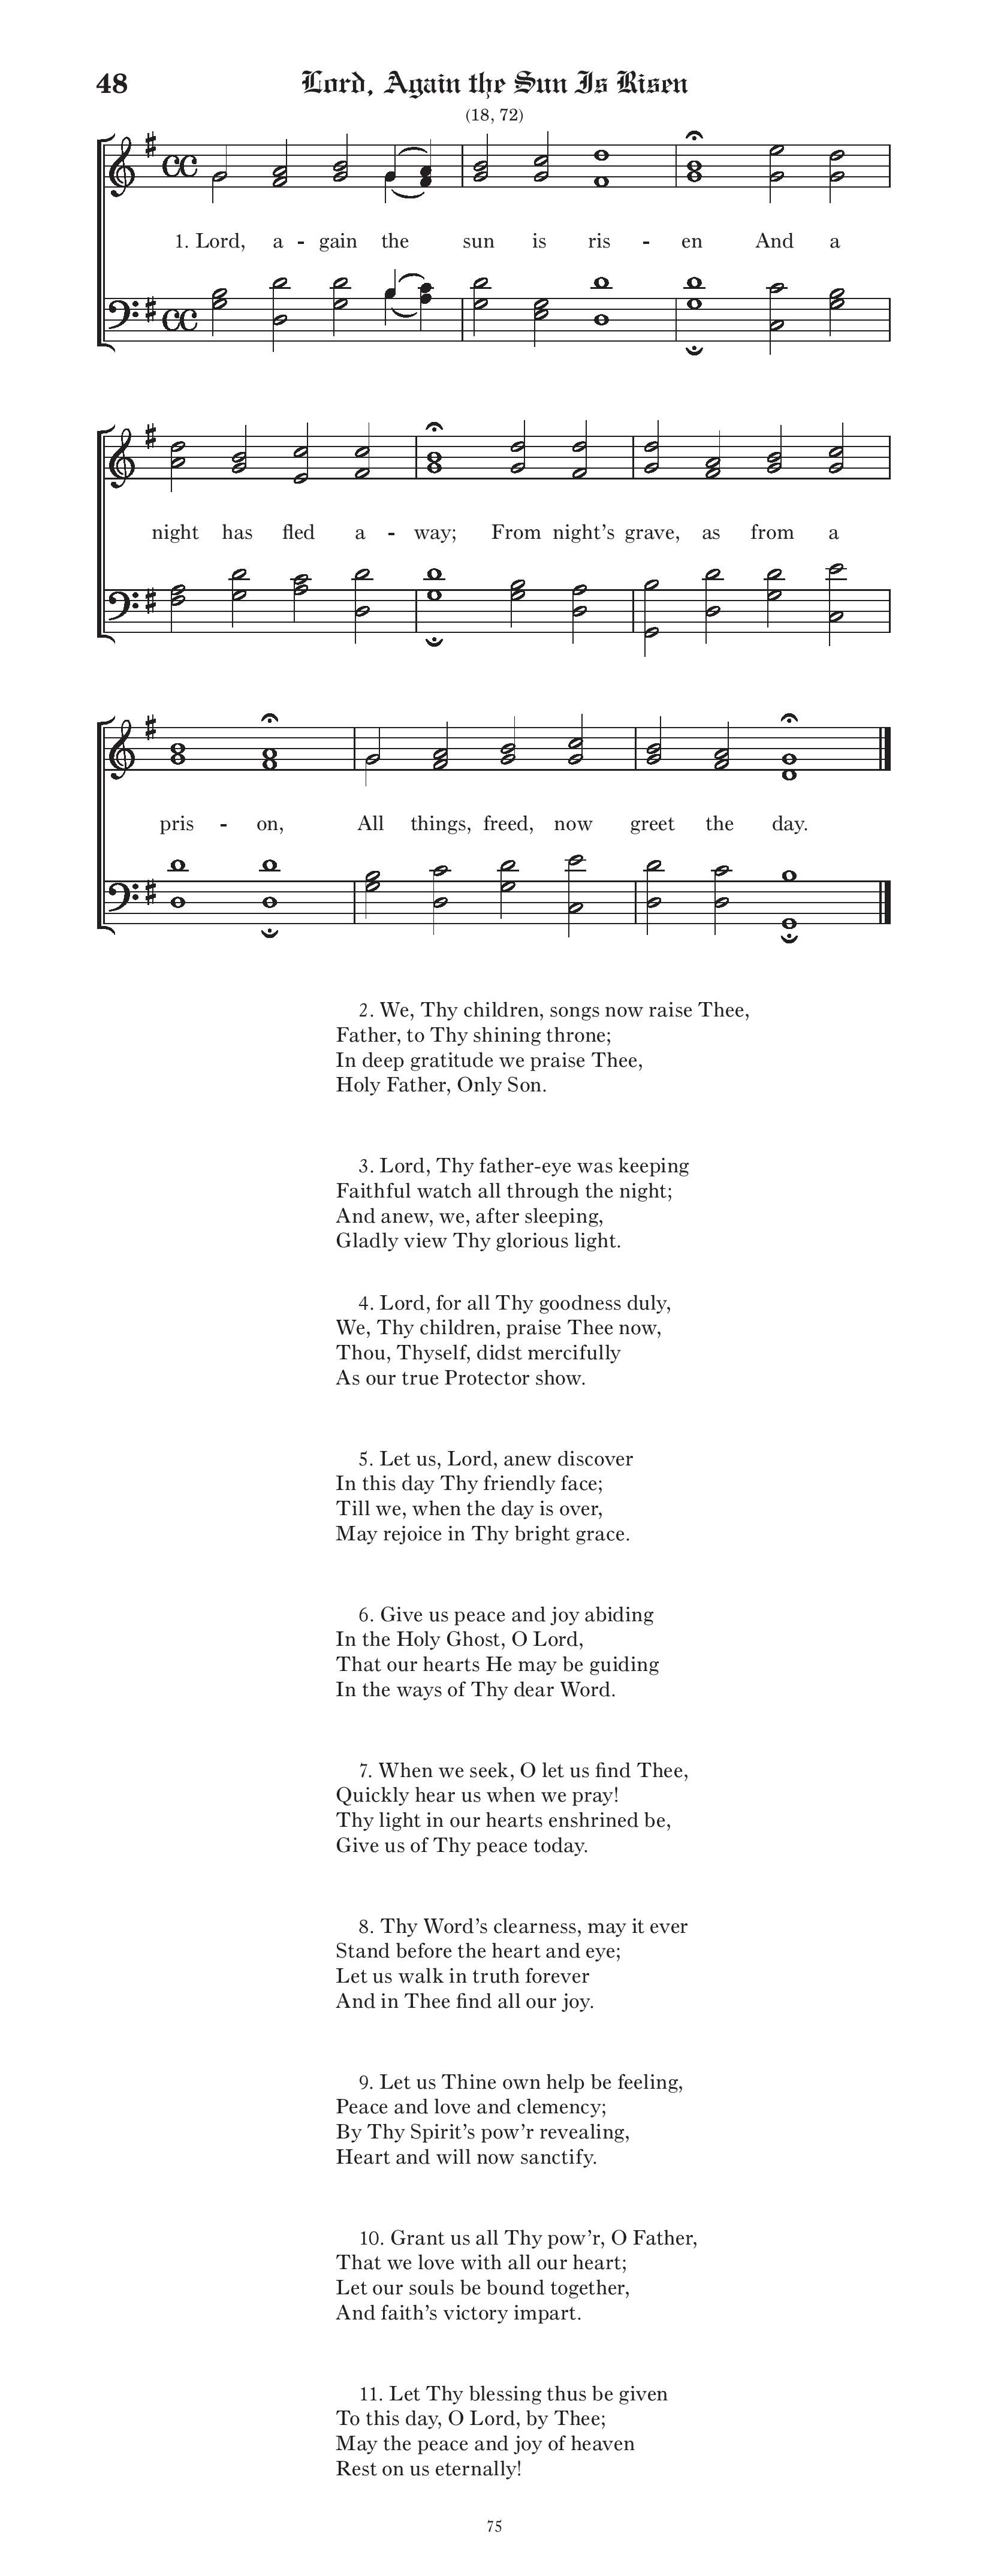 48 Lord, Again the Sun Is Risen
(18, 72)
1. Lord, a - gain the sun is ris - en And a
night has fled a - way; From night's grave, as from a
pris - on, All things, freed, now greet the day.
2. We, Thy children, songs now raise Thee,
Father, to Thy shining throne;
In deep gratitude we praise Thee,
Holy Father, Only Son.
3. Lord, Thy father-eye was keeping
Faithful watch all through the night;
And anew, we, after sleeping,
Gladly view Thy glorious light.
4. Lord, for all Thy goodness duly,
We, Thy children, praise Thee now,
Thou, Thyself, didst mercifully
As our true Protector show.
5. Let us, Lord, anew discover
In this day Thy friendly face;
Till we, when the day is over,
May rejoice in Thy bright grace.
6. Give us peace and joy abiding
In the Holy Ghost, O Lord,
That our hearts He may be guiding
In the ways of Thy dear Word.
7. When we seek, O let us find Thee,
Quickly hear us when we pray!
Thy light in our hearts enshrined be,
Give us of Thy peace today.
8. Thy Word's clearness, may it ever
Stand before the heart and eye;
Let us walk in truth forever
And in Thee find all our joy.
9. Let us Thine own help be feeling,
Peace and love and clemency;
By Thy Spirit's pow'r revealing,
Heart and will now sanctify.
10. Grant us all Thy pow'r, O Father,
That we love with all our heart;
Let our souls be bound together,
And faith's victory impart.
11. Let Thy blessing thus be given
To this day, O Lord, by Thee;
May the peace and joy of heaven
Rest on us eternally!
75